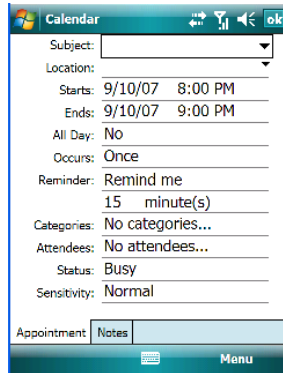 Calendar ok
Subject:
Location:
Starts: 9/10/07 8:00 PM
Ends: 9/10/07 9:00 PM
All Day: No
Occurs: Once
Reminder: Remind me
15 minute(s)
Categories: No categories...
Attendees: No attendees...
Status: Busy
Sensitivity: Normal
Appointment Notes
Menu